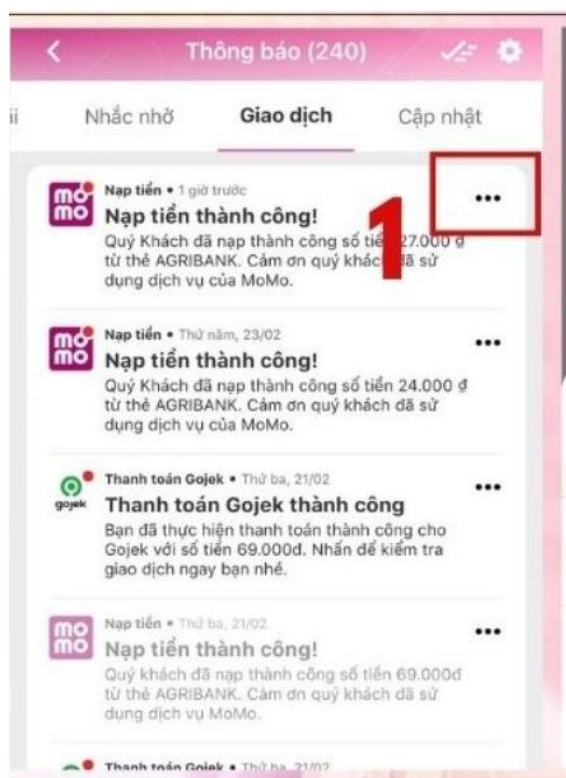 Thông báo (240)
Nhắc nhở Giao dịch Cập nhật
mo
mo
Nạp tiền • 1 giờ trước
Nạp tiền thành công!
Quý Khách đã nạp thành công số tiền 27.000 ₫
từ thẻ AGRIBANK. Cảm ơn quý khách đã sử
dụng dịch vụ của MoMo.
1
mo
mo
Nạp tiền • Thứ năm, 23/02
Nạp tiền thành công!
Quý Khách đã nạp thành công số tiền 24.000 ₫
từ thẻ AGRIBANK. Cảm ơn quý khách đã sử
dụng dịch vụ của MoMo.
gojek
Thanh toán Gojek • Thứ ba, 21/02
Thanh toán Gojek thành công
Bạn đã thực hiện thanh toán thành công cho
Gojek với số tiền 69.000đ. Nhấn để kiểm tra
giao dịch ngay bạn nhé.
mo
mo
Nạp tiền • Thứ ba, 21/02
Nạp tiền thành công!
Quý khách đã nạp thành công số tiền 69.000đ
từ thẻ AGRIBANK. Cảm ơn quý khách đã sử
dụng dịch vụ MoMo.
Thanh toán Gojek • Thứ ba, 21/02